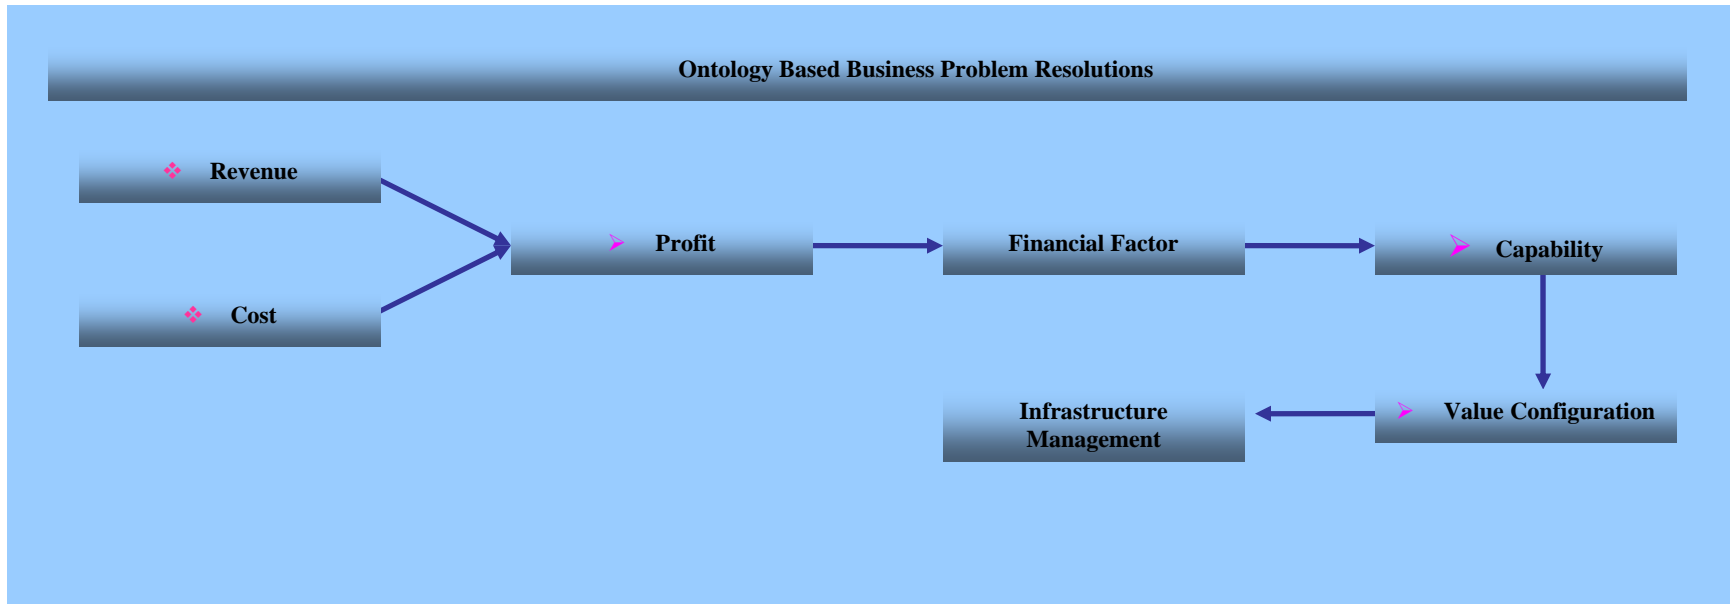 Ontology Based Business Problem Resolutions
Revenue
Cost
Profit
Financial Factor
Capability
Value Configuration
Infrastructure
Management